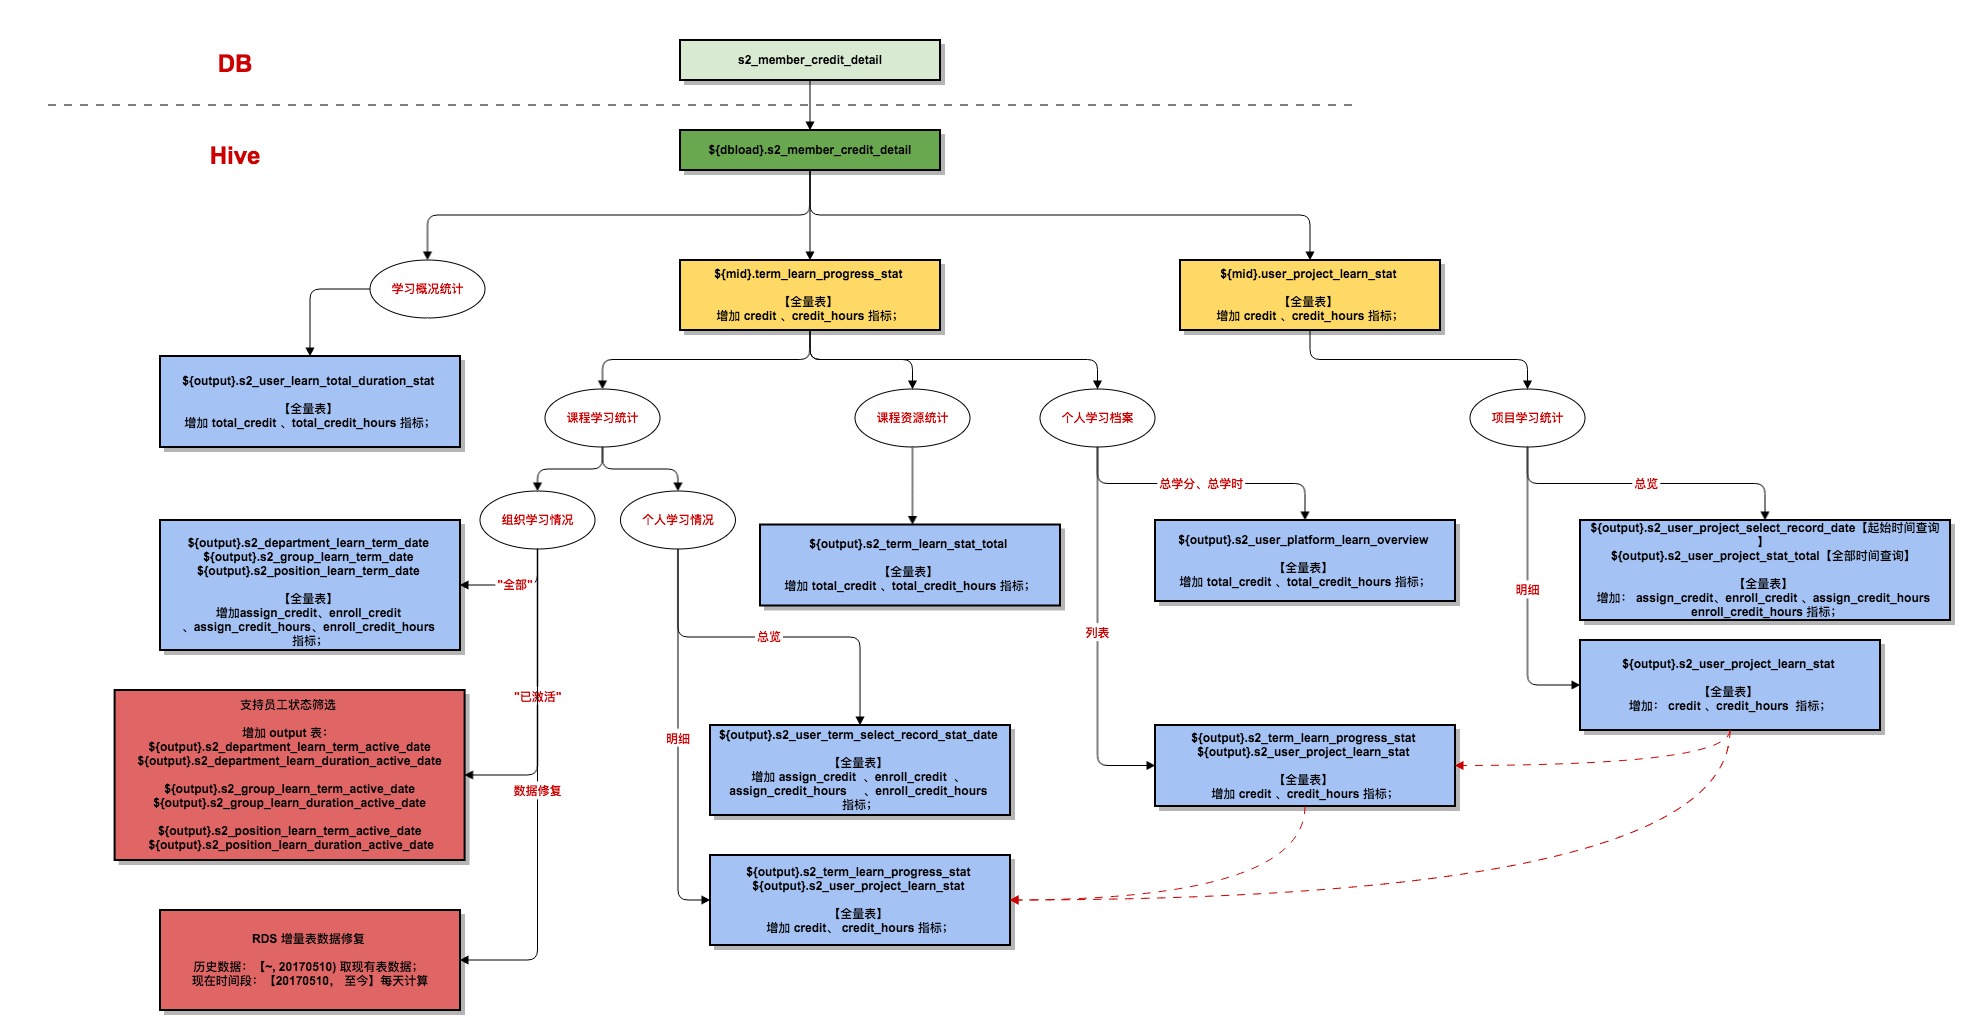 DB
s2_member_credit_detail
Hive
${dbload}.s2_member_credit_detail
学习概况统计
${mid}.term_learn_progress_stat
【全量表】
增加 credit 、credit_hours 指标；
${mid}.user_project_learn_stat
【全量表】
增加 credit 、credit_hours 指标；
${output}.s2_user_learn_total_duration_stat
【全量表】
增加 total_credit 、total_credit_hours 指标；
课程学习统计
课程资源统计
个人学习档案
项目学习统计
组织学习情况
个人学习情况
总学分、总学时
总览
明细
列表
${output}.s2_department_learn_term_date
${output}.s2_group_learn_term_date
${output}.s2_position_learn_term_date
【全量表】
增加assign_credit、enroll_credit
、assign_credit_hours、enroll_credit_hours
指标；
"全部"
${output}.s2_term_learn_stat_total
【全量表】
增加 total_credit 、total_credit_hours 指标；
${output}.s2_user_platform_learn_overview
【全量表】
增加 total_credit 、total_credit_hours 指标；
${output}.s2_user_project_select_record_date【起始时间查询
】
${output}.s2_user_project_stat_total【全部时间查询】
【全量表】
增加： assign_credit、enroll_credit 、assign_credit_hours
enroll_credit_hours 指标；
总览
${output}.s2_user_project_learn_stat
【全量表】
增加： credit 、credit_hours 指标；
"已激活"
支持员工状态筛选
增加 output 表：
${output}.s2_department_learn_term_active_date
${output}.s2_department_learn_duration_active_date
${output}.s2_group_learn_term_active_date
${output}.s2_group_learn_duration_active_date
${output}.s2_position_learn_term_active_date
${output}.s2_position_learn_duration_active_date
数据修复
明细
${output}.s2_user_term_select_record_stat_date
【全量表】
增加 assign_credit 、enroll_credit 、
assign_credit_hours 、enroll_credit_hours
指标；
${output}.s2_term_learn_progress_stat
${output}.s2_user_project_learn_stat
【全量表】
增加 credit 、credit_hours 指标；
${output}.s2_term_learn_progress_stat
${output}.s2_user_project_learn_stat
【全量表】
增加 credit、 credit_hours 指标；
RDS 增量表数据修复
历史数据： 【~, 20170510) 取现有表数据；
现在时间段： 【20170510， 至今】每天计算